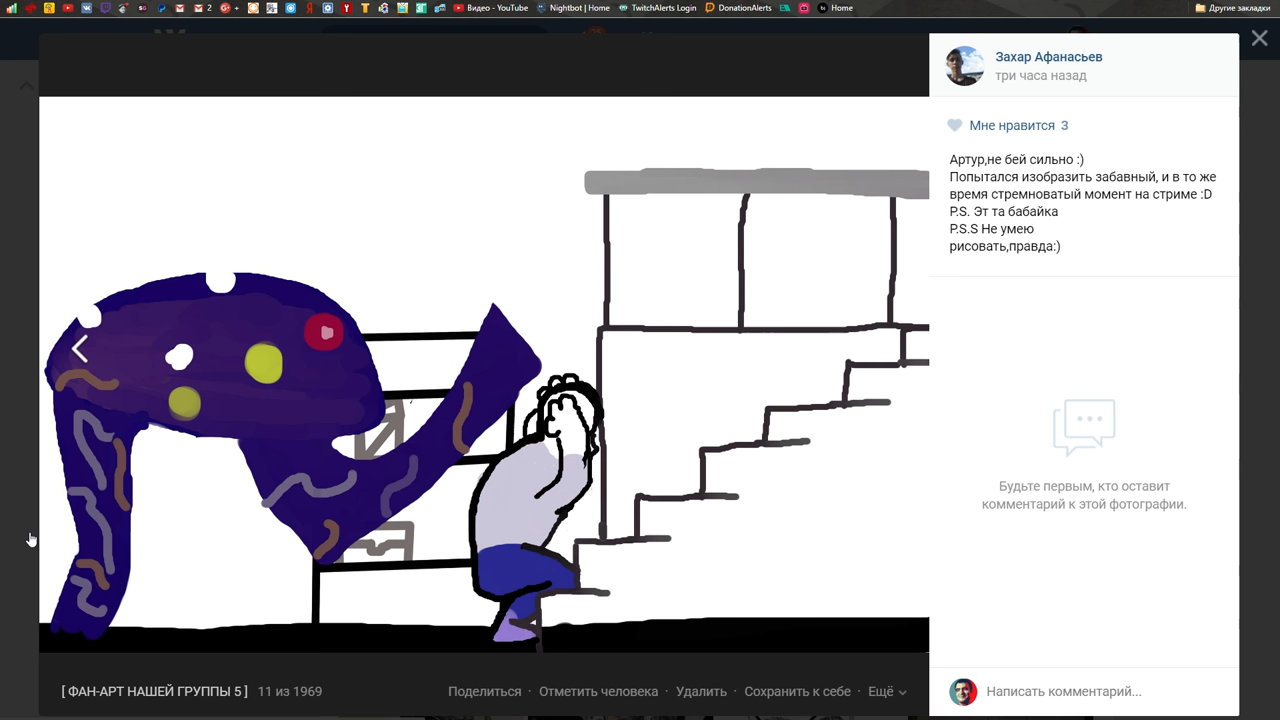 2
G+
Видео - YouTube
Nightbot | Home
TwitchAlerts Login
DonationAlerts
Home
Другие закладки
Захар Афанасьев
три часа назад
Мне нравится 3
Артур,не бей сильно :)
Попытался изобразить забавный, и в то же
время стремноватый момент на стриме :D
P.S. Эт та бабайка
P.S.S Не умею
рисовать,правда:)
Будьте первым, кто оставит
комментарий к этой фотографии.
[ ФАН-АРТ НАШЕЙ ГРУППЫ 5 ] 11 из 1969
Поделиться · Отметить человека · Удалить · Сохранить к себе · Ещё
Написать комментарий...